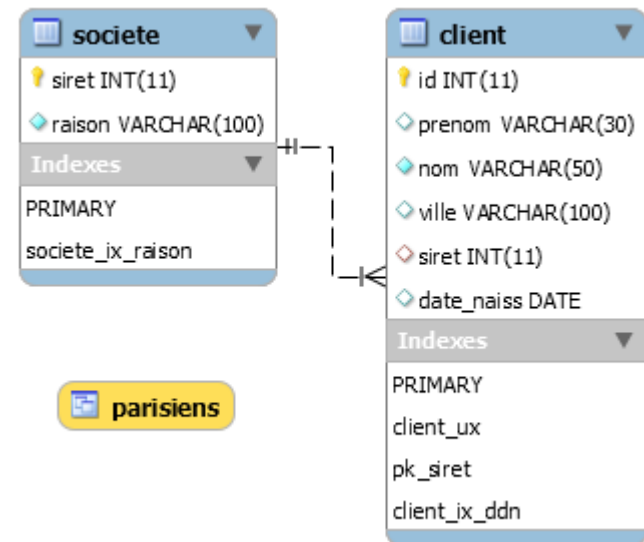 societe
siret INT(11)
raison VARCHAR(100)
Indexes
PRIMARY
societe_ix_raison
client
id INT(11)
prenom VARCHAR(30)
nom VARCHAR(50)
ville VARCHAR(100)
siret INT(11)
date_naiss DATE
Indexes
PRIMARY
client_ux
pk_siret
client_ix_ddn
parisiens